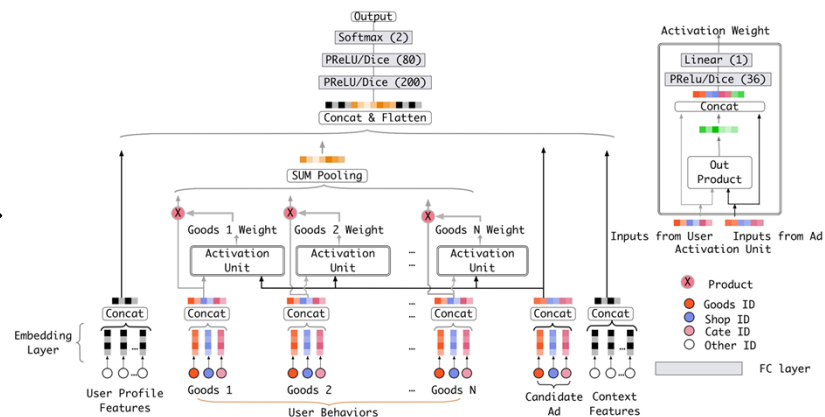 Output
Softmax (2)
PReLU/Dice (80)
PReLU/Dice (200)
Concat & Flatten
SUM Pooling
X X X
Goods 1 Weight Goods 2 Weight ... Goods N Weight
Activation Unit
Activation Unit
...
...
Activation Unit
Concat Concat Concat ... Concat Concat Concat
Embedding Layer
... ... ...
User Profile Features
Goods 1 Goods 2 ... Goods N
User Behaviors
Candidate Ad
Context Features
Activation Weight
Linear (1)
PRelu/Dice (36)
Concat
Out Product
Inputs from User Inputs from Ad
Activation Unit
X Product
Goods ID
Shop ID
Cate ID
Other ID
FC layer